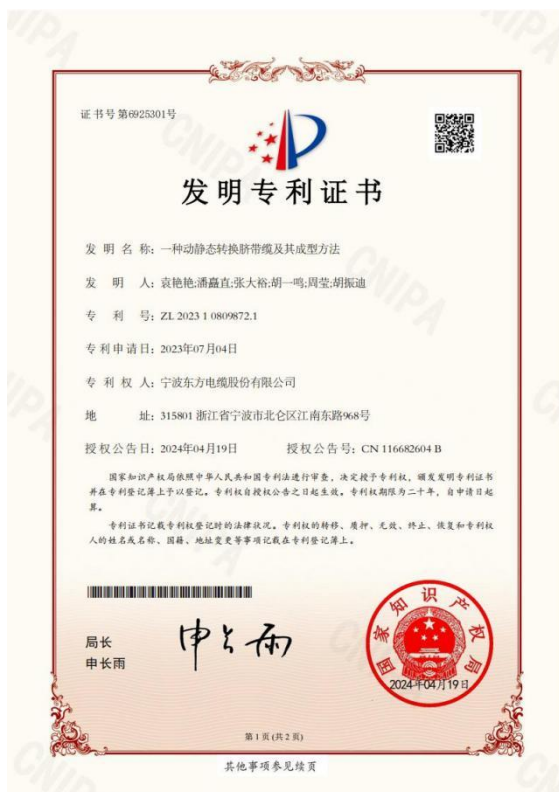 证书号第6925301号
发明专利证书
发 明 名 称：一种动静态转换脐带缆及其成型方法
发 明 人：袁艳艳;潘矗直;张大裕;胡一鸣;周莹;胡振迪
专 利 号：ZL 2023 1 0809872.1
专利申请日：2023年07月04日
专 利 权 人：宁波东方电缆股份有限公司
地 址：315801 浙江省宁波市北仑区江南东路968号
授权公告日：2024年04月19日 授权公告号：CN 116682604 B
国家知识产权局依照中华人民共和国专利法进行审查，决定授予专利权，颁发发明专利证书
并在专利登记簿上予以登记。专利权自授权公告之日起生效。专利权期限为二十年，自申请日起
算。
专利证书记载专利权登记时的法律状况。专利权的转移、质押、无效、终止、恢复和专利权
人的姓名或名称、国籍、地址变更等事项记载在专利登记簿上。
局长
申长雨
申长雨
国家知识产权局
2024年04月19日
第 1 页 (共 2 页)
其他事项参见续页
CNIPA